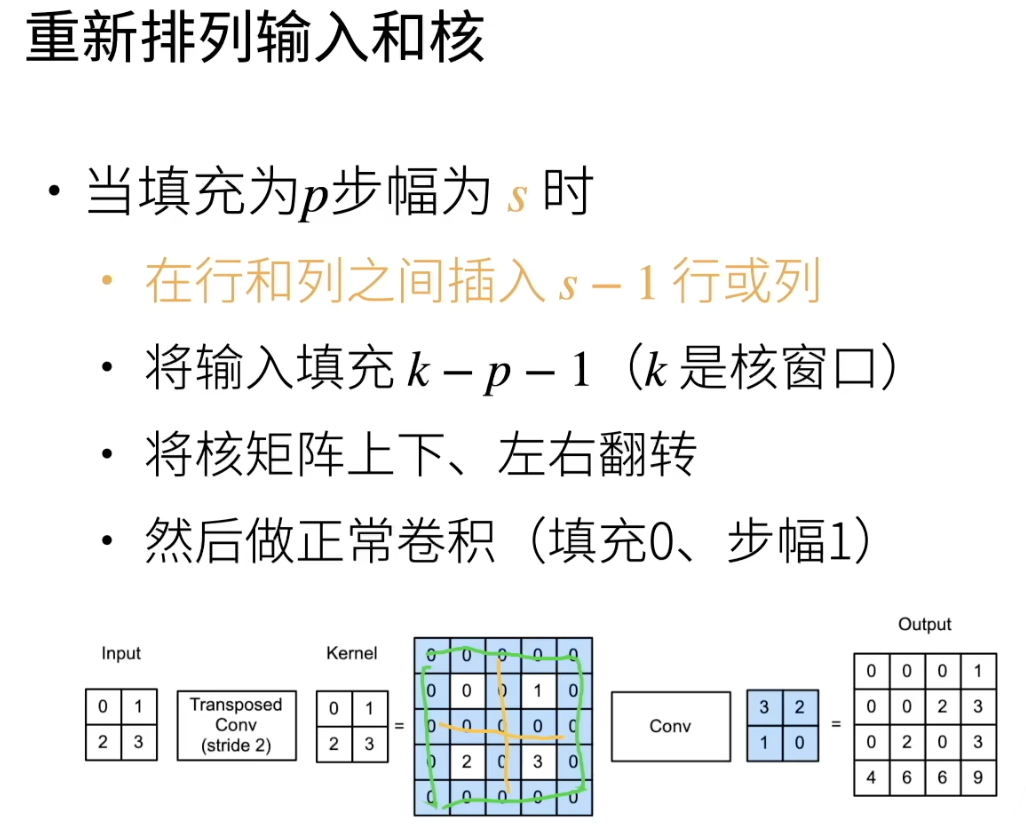 重新排列输入和核
• 当填充为p步幅为 s 时
• 在行和列之间插入 s − 1 行或列
• 将输入填充 k − p − 1（k 是核窗口）
• 将核矩阵上下、左右翻转
• 然后做正常卷积（填充0、步幅1）
Input
0 1
2 3
Transposed
Conv
(stride 2)
Kernel
0 1
2 3
=
0 0 0 0 0
0 0 0 1 0
0 0 0 0 0
0 2 0 3 0
0 0 0 0 0
Conv
3 2
1 0
=
Output
0 0 0 1
0 0 2 3
0 2 0 3
4 6 6 9